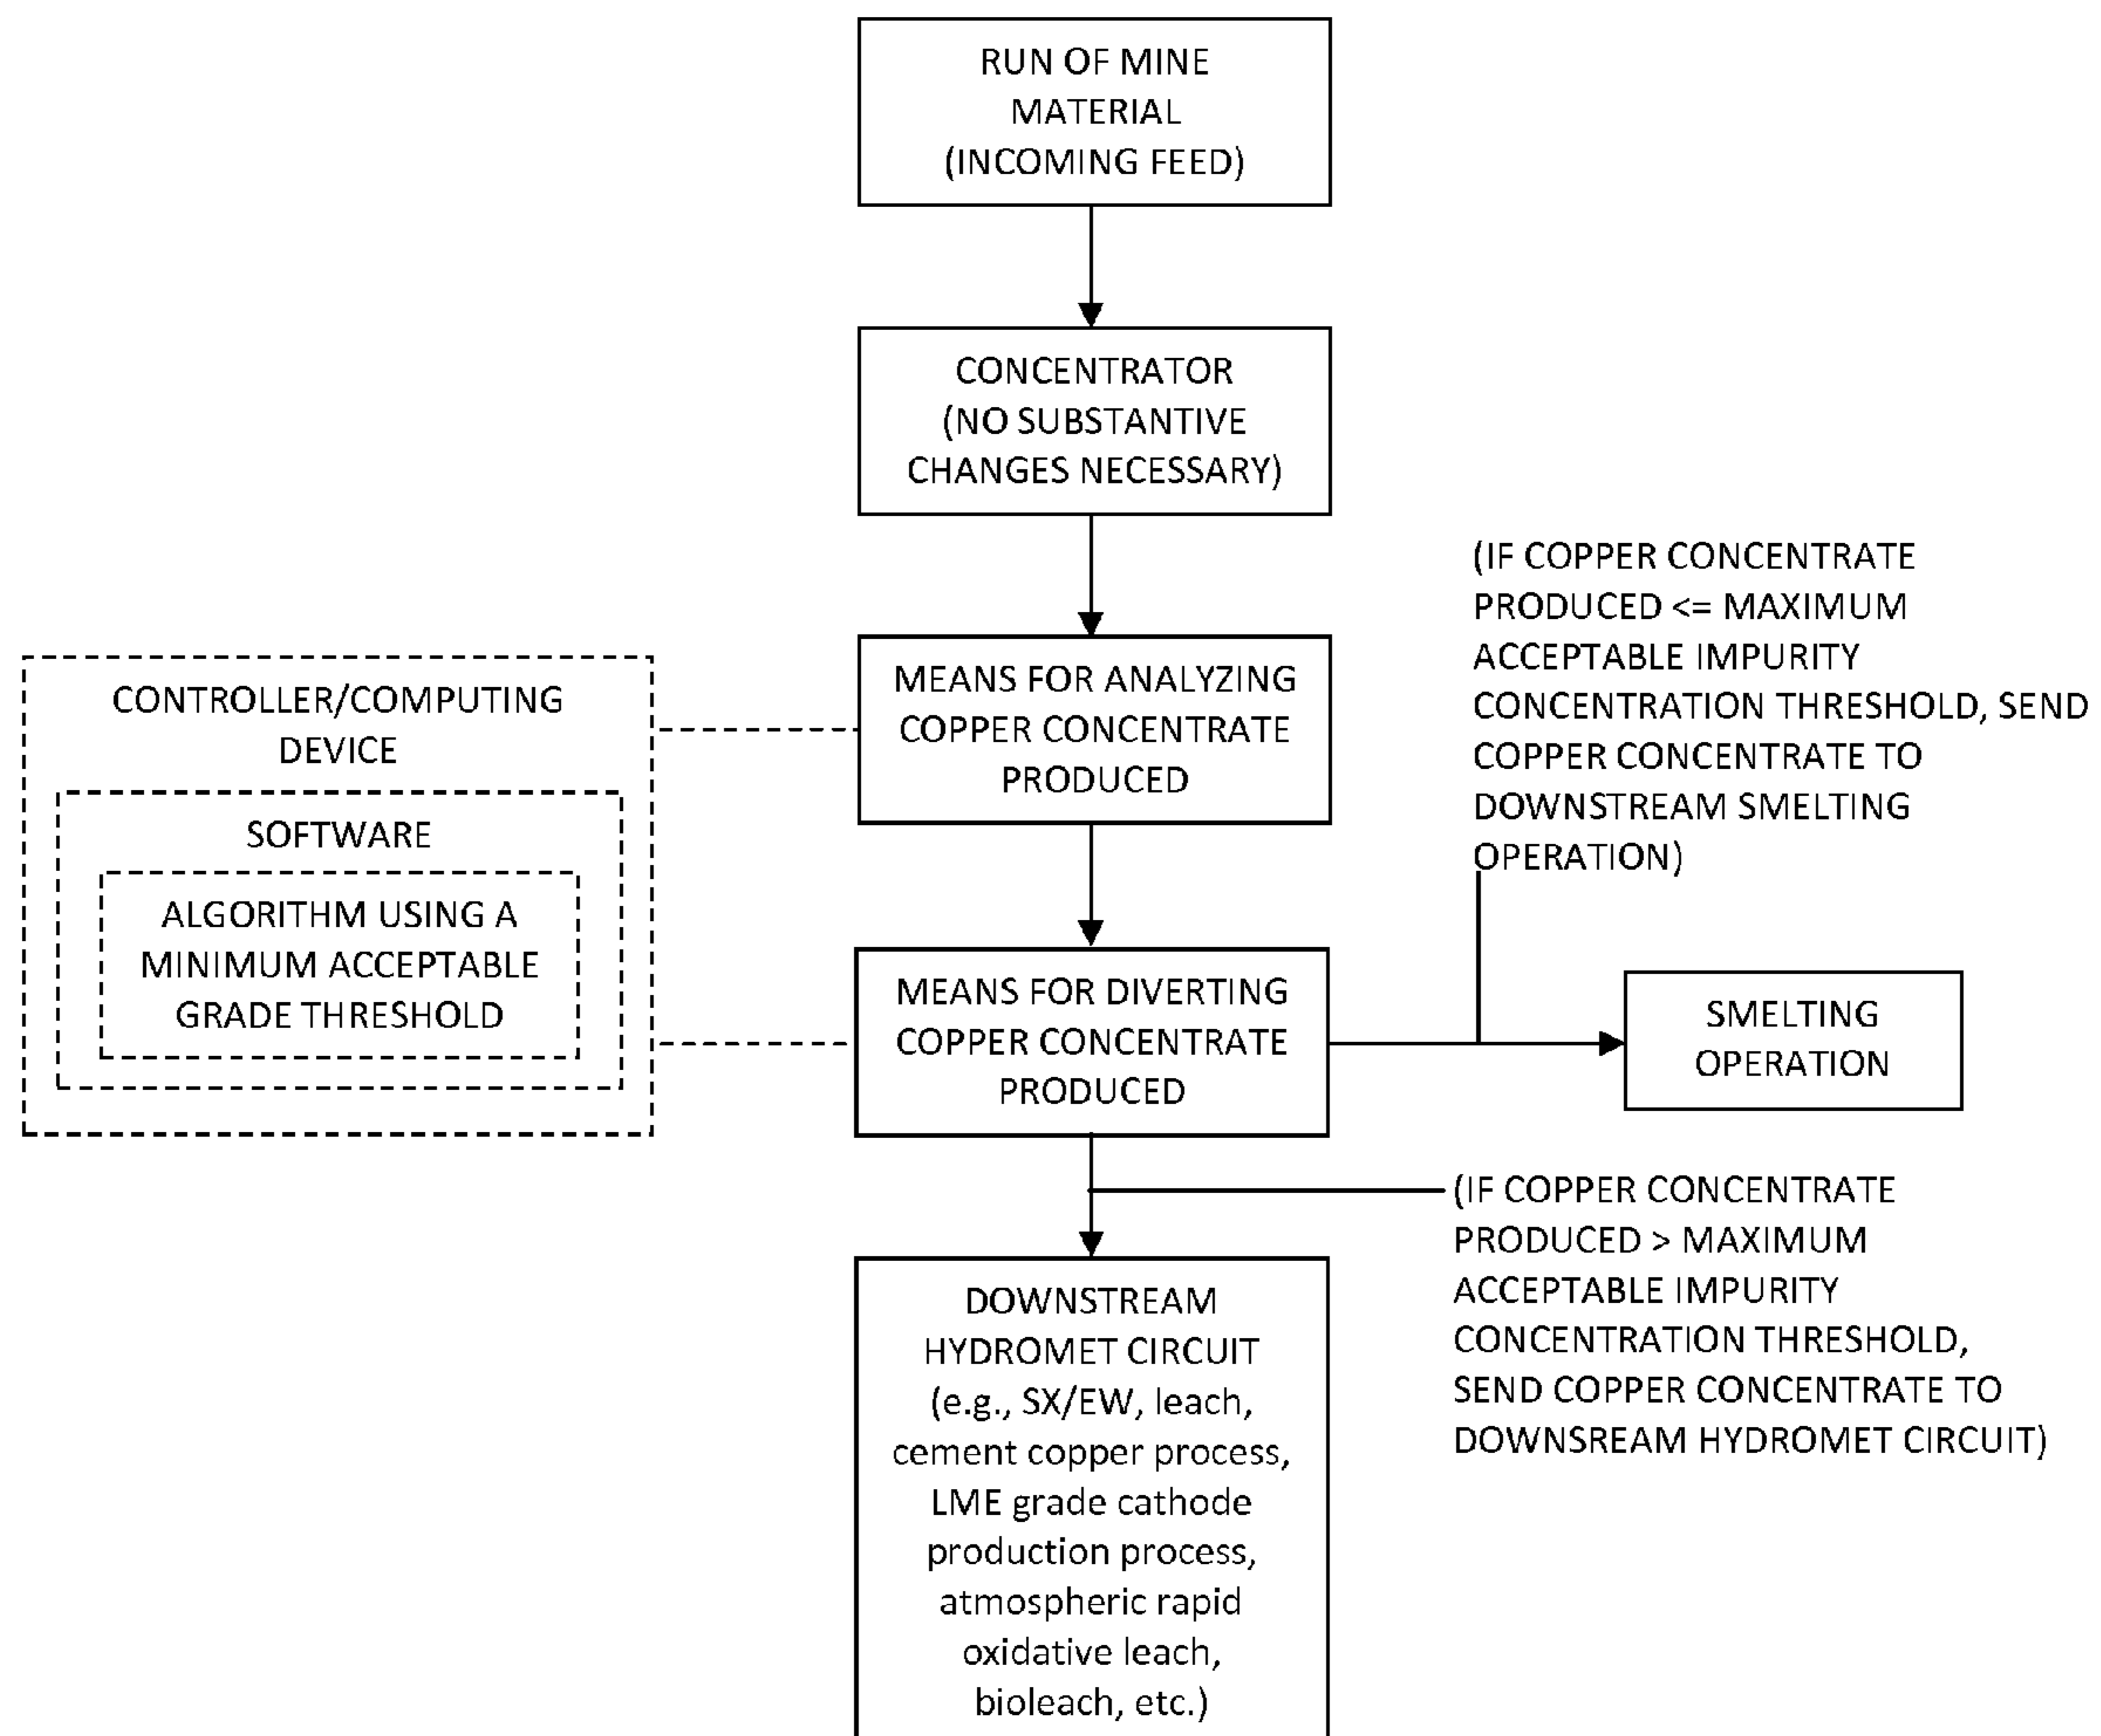 RUN OF MINE
MATERIAL
(INCOMING FEED)
CONCENTRATOR
(NO SUBSTANTIVE
CHANGES NECESSARY)
(IF COPPER CONCENTRATE
PRODUCED <= MAXIMUM
ACCEPTABLE IMPURITY
CONCENTRATION THRESHOLD, SEND
COPPER CONCENTRATE TO
DOWNSTREAM SMELTING
OPERATION)
MEANS FOR ANALYZING
COPPER CONCENTRATE
PRODUCED
CONTROLLER/COMPUTING
DEVICE
SOFTWARE
ALGORITHM USING A
MINIMUM ACCEPTABLE
GRADE THRESHOLD
MEANS FOR DIVERTING
COPPER CONCENTRATE
PRODUCED
SMELTING
OPERATION
(IF COPPER CONCENTRATE
PRODUCED > MAXIMUM
ACCEPTABLE IMPURITY
CONCENTRATION THRESHOLD,
SEND COPPER CONCENTRATE TO
DOWNSREAM HYDROMET CIRCUIT)
DOWNSTREAM
HYDROMET CIRCUIT
(e.g., SX/EW, leach,
cement copper process,
LME grade cathode
production process,
atmospheric rapid
oxidative leach,
bioleach, etc.)